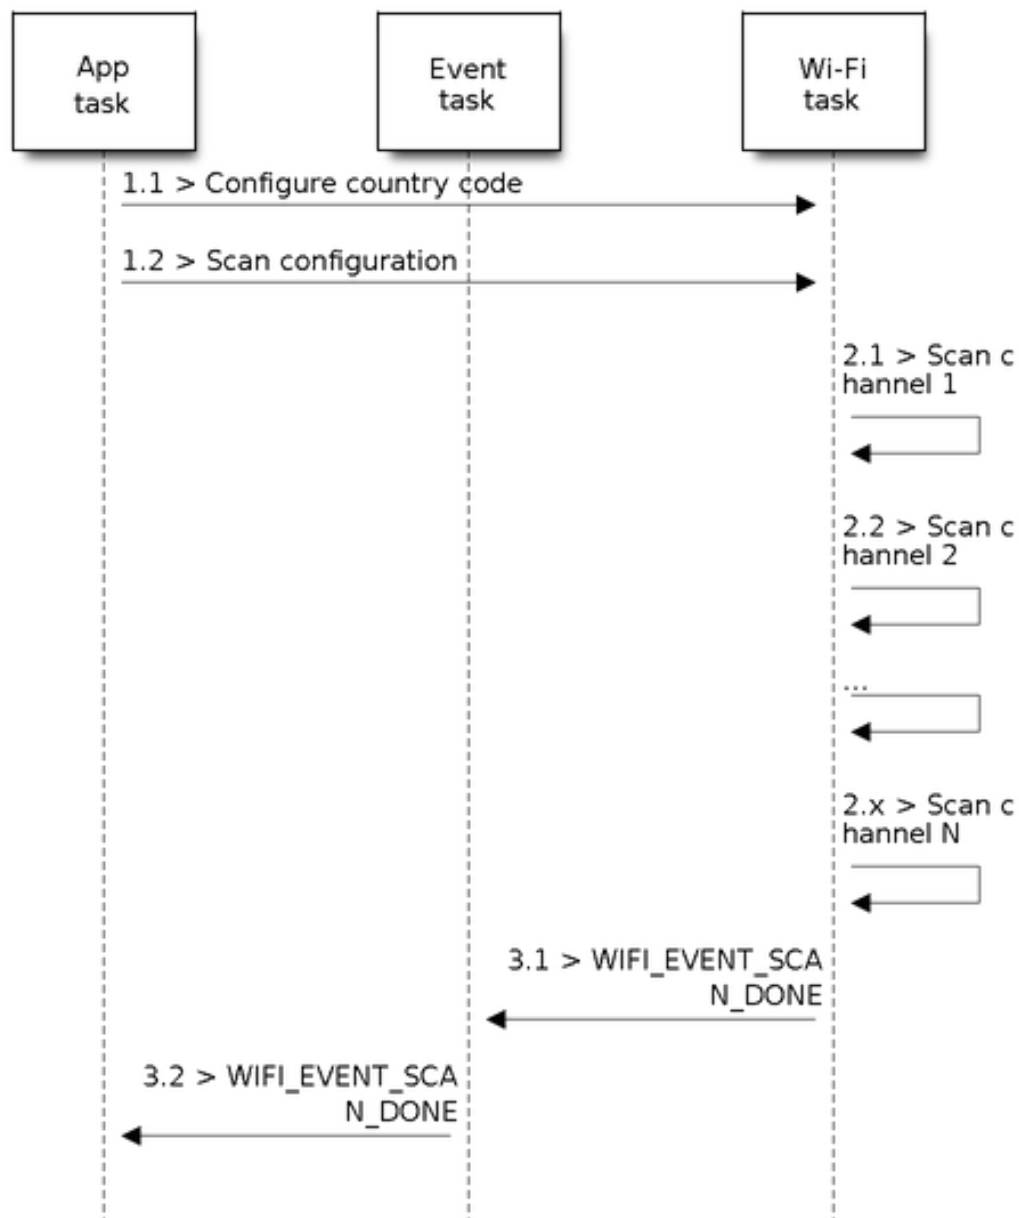 App
task
Event
task
Wi-Fi
task
1.1 > Configure country code
1.2 > Scan configuration
2.1 > Scan c
hannel 1
2.2 > Scan c
hannel 2
...
2.x > Scan c
hannel N
3.1 > WIFI_EVENT_SCA
N_DONE
3.2 > WIFI_EVENT_SCA
N_DONE